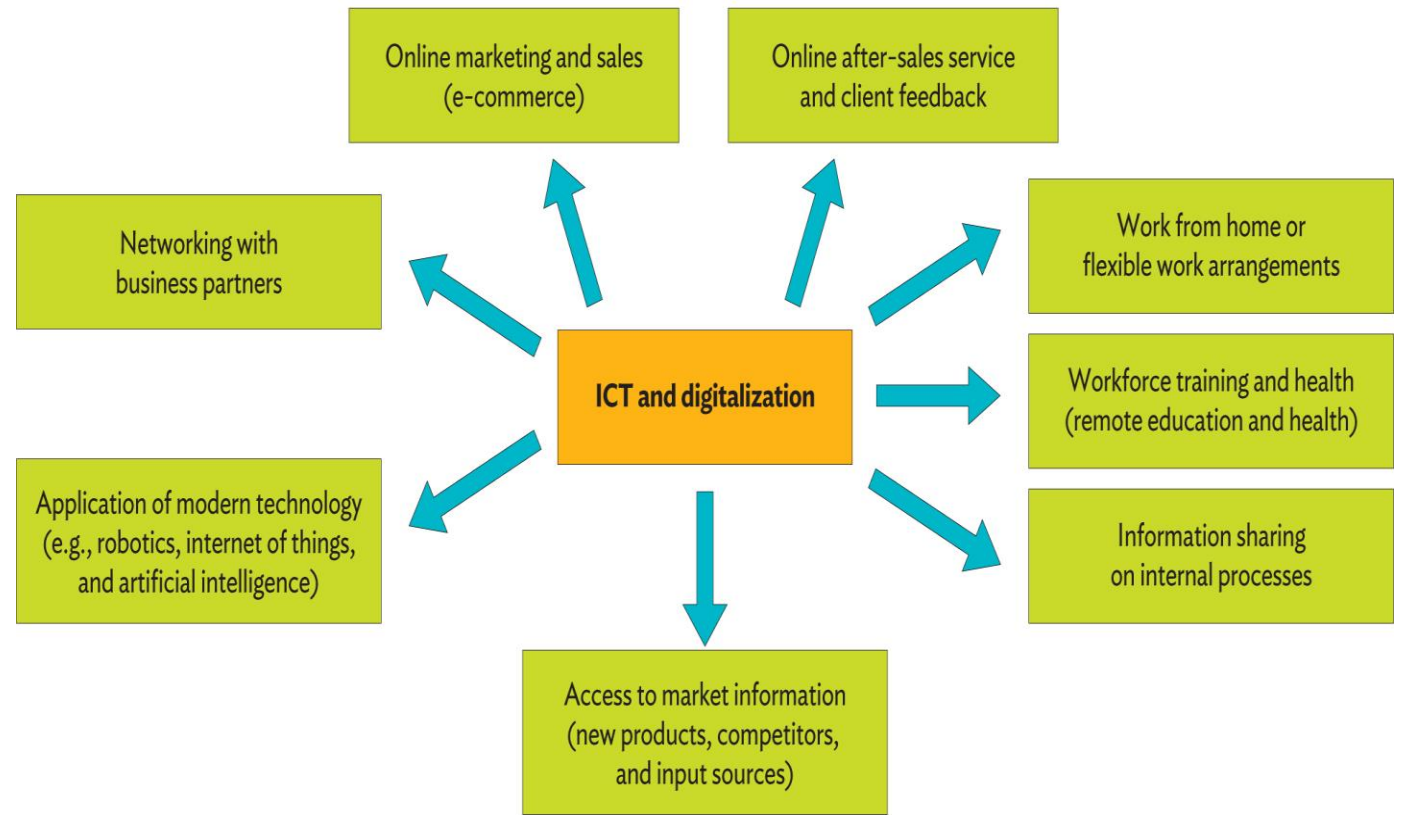 Online marketing and sales
(e-commerce)
Online after-sales service
and client feedback
Networking with
business partners
Work from home or
flexible work arrangements
ICT and digitalization
Workforce training and health
(remote education and health)
Application of modern technology
(e.g., robotics, internet of things,
and artificial intelligence)
Information sharing
on internal processes
Access to market information
(new products, competitors,
and input sources)